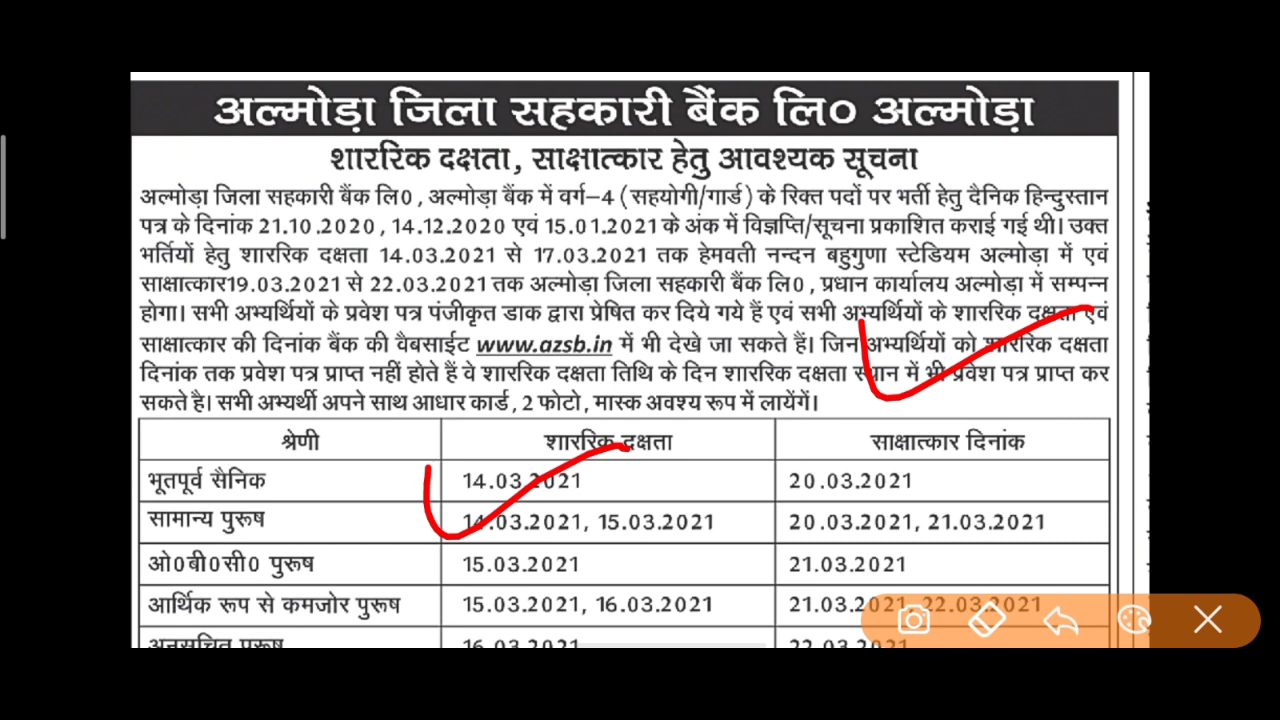 अल्मोड़ा जिला सहकारी बैंक लि० अल्मोड़ा
शाररिक दक्षता, साक्षात्कार हेतु आवश्यक सूचना
अल्मोड़ा जिला सहकारी बैंक लि0, अल्मोड़ा बैंक में वर्ग–4 (सहयोगी/गार्ड) के रिक्त पदों पर भर्ती हेतु दैनिक हिन्दुस्तान
पत्र के दिनांक 21.10.2020, 14.12.2020 एवं 15.01.2021 के अंक में विज्ञप्ति/सूचना प्रकाशित कराई गई थी। उक्त
भर्तियों हेतु शाररिक दक्षता 14.03.2021 से 17.03.2021 तक हेमवती नन्दन बहुगुणा स्टेडियम अल्मोड़ा में एवं
साक्षात्कार19.03.2021 से 22.03.2021 तक अल्मोड़ा जिला सहकारी बैंक लि0, प्रधान कार्यालय अल्मोड़ा में सम्पन्न
होगा। सभी अभ्यर्थियों के प्रवेश पत्र पंजीकृत डाक द्वारा प्रेषित कर दिये गये हैं एवं सभी अभ्यर्थियों के शाररिक दक्षता एवं
साक्षात्कार की दिनांक बैंक की वैबसाईट www.azsb.in में भी देखे जा सकते हैं। जिन अभ्यर्थियों को शाररिक दक्षता
दिनांक तक प्रवेश पत्र प्राप्त नहीं होते हैं वे शाररिक दक्षता तिथि के दिन शाररिक दक्षता स्थान में भी प्रवेश पत्र प्राप्त कर
सकते है। सभी अभ्यर्थी अपने साथ आधार कार्ड, 2 फोटो, मास्क अवश्य रूप में लायेंगें।
श्रेणी शाररिक दक्षता साक्षात्कार दिनांक
भूतपूर्व सैनिक 14.03.2021 20.03.2021
सामान्य पुरूष 14.03.2021, 15.03.2021 20.03.2021, 21.03.2021
ओ0बी0सी0 पुरूष 15.03.2021 21.03.2021
आर्थिक रूप से कमजोर पुरूष 15.03.2021, 16.03.2021 21.03.2021, 22.03.2021
16.03.2021 22.03.2021